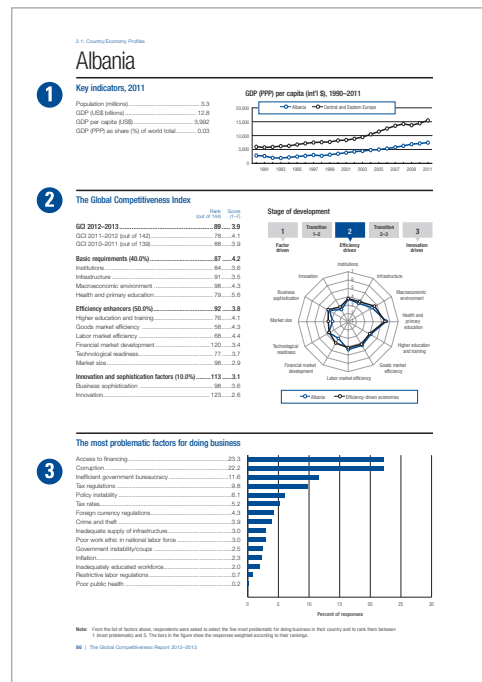 2.1: Country/Economy Profiles
Albania
1
Key indicators, 2011
Population (millions) 3.3
GDP (US$ billions) 12.8
GDP per capita (US$) 3,992
GDP (PPP) as share (%) of world total 0.03
GDP (PPP) per capita (int'l $), 1990–2011
Albania Central and Eastern Europe
20,000
15,000
10,000
5,000
0
1991 1993 1995 1997 1999 2001 2003 2005 2007 2009 2011
2
The Global Competitiveness Index
Rank Score
(out of 144) (1–7)
GCI 2012–2013 89 3.9
GCI 2011–2012 (out of 142) 78 4.1
GCI 2010–2011 (out of 139) 88 3.9
Basic requirements (40.0%) 87 4.2
Institutions 84 3.6
Infrastructure 91 3.5
Macroeconomic environment 98 4.3
Health and primary education 79 5.6
Efficiency enhancers (50.0%) 92 3.8
Higher education and training 76 4.1
Goods market efficiency 58 4.3
Labor market efficiency 68 4.4
Financial market development 120 3.4
Technological readiness 77 3.7
Market size 98 2.9
Innovation and sophistication factors (10.0%) 113 3.1
Business sophistication 98 3.6
Innovation 123 2.6
Stage of development
1 Transition 1–2 2 Transition 2–3 3
Factor driven
Efficiency driven
Innovation driven
Institutions
Infrastructure
Macroeconomic environment
Health and primary education
Higher education and training
Goods market efficiency
Labor market efficiency
Financial market development
Technological readiness
Market size
Business sophistication
Innovation
Albania Efficiency-driven economies
3
The most problematic factors for doing business
Access to financing 23.3
Corruption 22.2
Inefficient government bureaucracy 11.6
Tax regulations 9.8
Policy instability 6.1
Tax rates 5.2
Foreign currency regulations 4.3
Crime and theft 3.9
Inadequate supply of infrastructure 3.0
Poor work ethic in national labor force 3.0
Government instability/coups 2.5
Inflation 2.3
Inadequately educated workforce 2.0
Restrictive labor regulations 0.7
Poor public health 0.2
0 5 10 15 20 25 30
Percent of responses
Note: From the list of factors above, respondents were asked to select the five most problematic for doing business in their country and to rank them between
1 (most problematic) and 5. The bars in the figure show the responses weighted according to their rankings.
86 | The Global Competitiveness Report 2012–2013